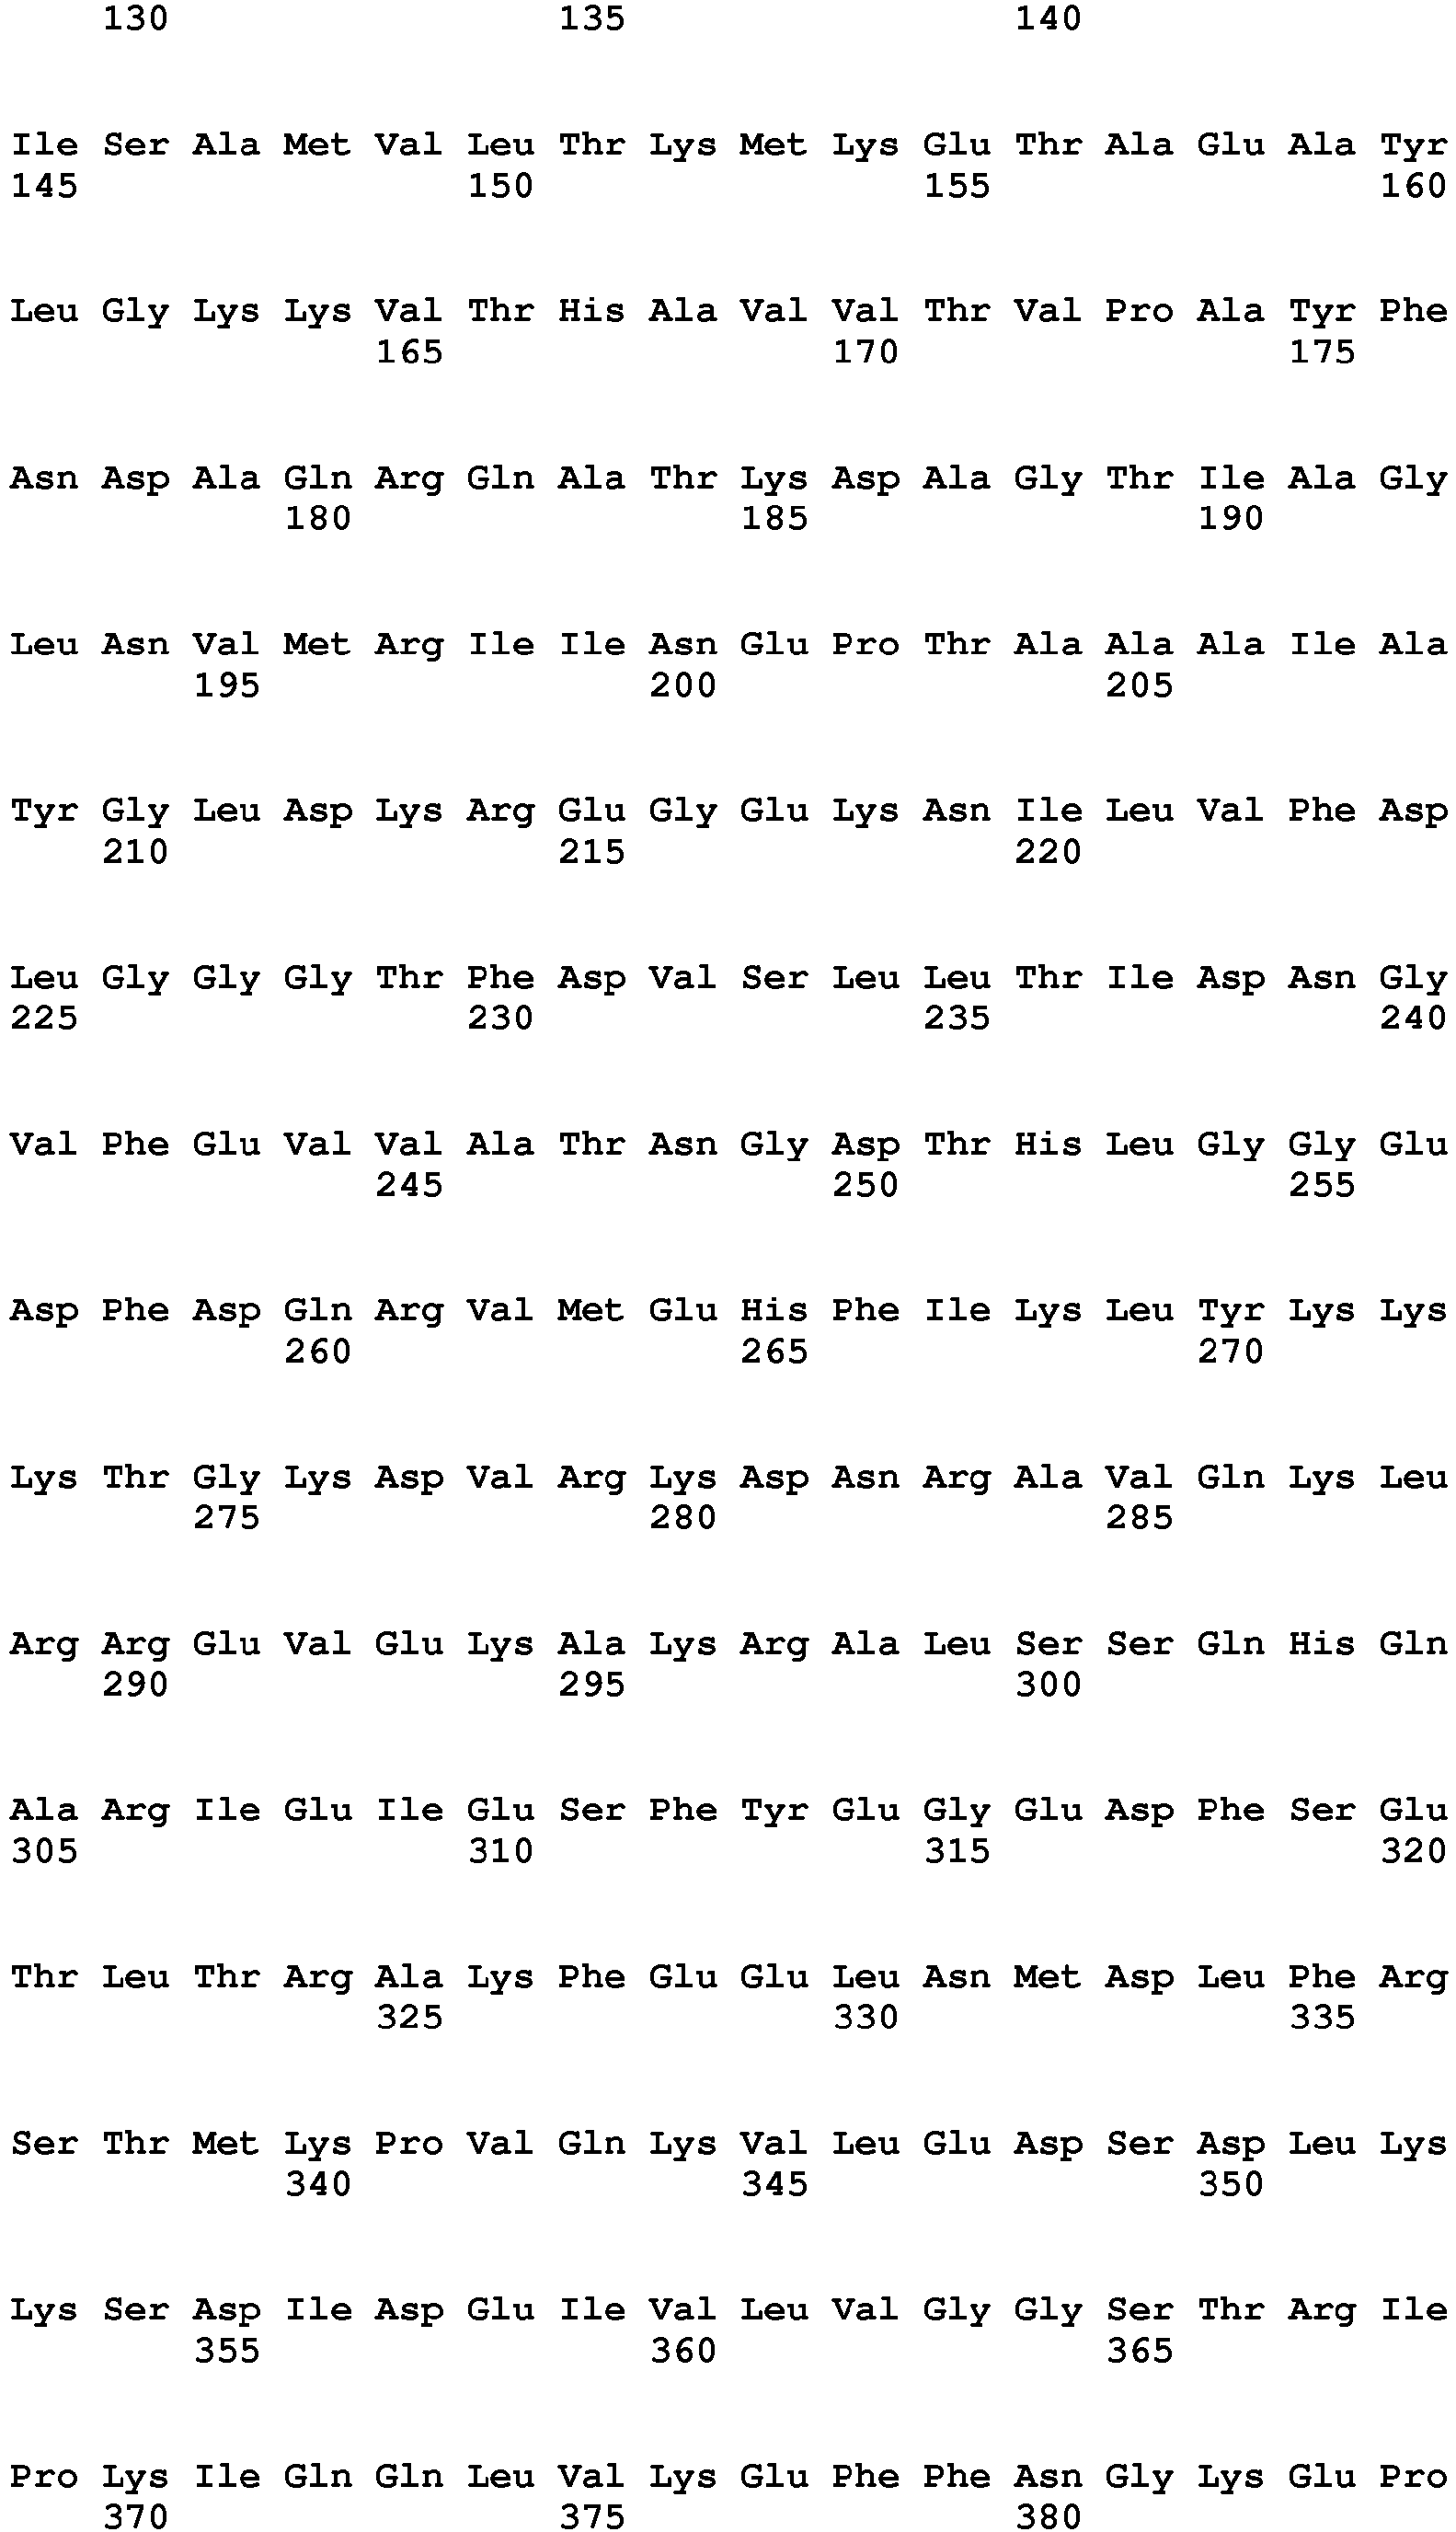 130 135 140
Ile Ser Ala Met Val Leu Thr Lys Met Lys Glu Thr Ala Glu Ala Tyr
145 150 155 160
Leu Gly Lys Lys Val Thr His Ala Val Val Thr Val Pro Ala Tyr Phe
165 170 175
Asn Asp Ala Gln Arg Gln Ala Thr Lys Asp Ala Gly Thr Ile Ala Gly
180 185 190
Leu Asn Val Met Arg Ile Ile Asn Glu Pro Thr Ala Ala Ala Ile Ala
195 200 205
Tyr Gly Leu Asp Lys Arg Glu Gly Glu Lys Asn Ile Leu Val Phe Asp
210 215 220
Leu Gly Gly Gly Thr Phe Asp Val Ser Leu Leu Thr Ile Asp Asn Gly
225 230 235 240
Val Phe Glu Val Val Ala Thr Asn Gly Asp Thr His Leu Gly Gly Glu
245 250 255
Asp Phe Asp Gln Arg Val Met Glu His Phe Ile Lys Leu Tyr Lys Lys
260 265 270
Lys Thr Gly Lys Asp Val Arg Lys Asp Asn Arg Ala Val Gln Lys Leu
275 280 285
Arg Arg Glu Val Glu Lys Ala Lys Arg Ala Leu Ser Ser Gln His Gln
290 295 300
Ala Arg Ile Glu Ile Glu Ser Phe Tyr Glu Gly Glu Asp Phe Ser Glu
305 310 315 320
Thr Leu Thr Arg Ala Lys Phe Glu Glu Leu Asn Met Asp Leu Phe Arg
325 330 335
Ser Thr Met Lys Pro Val Gln Lys Val Leu Glu Asp Ser Asp Leu Lys
340 345 350
Lys Ser Asp Ile Asp Glu Ile Val Leu Val Gly Gly Ser Thr Arg Ile
355 360 365
Pro Lys Ile Gln Gln Leu Val Lys Glu Phe Phe Asn Gly Lys Glu Pro
370 375 380